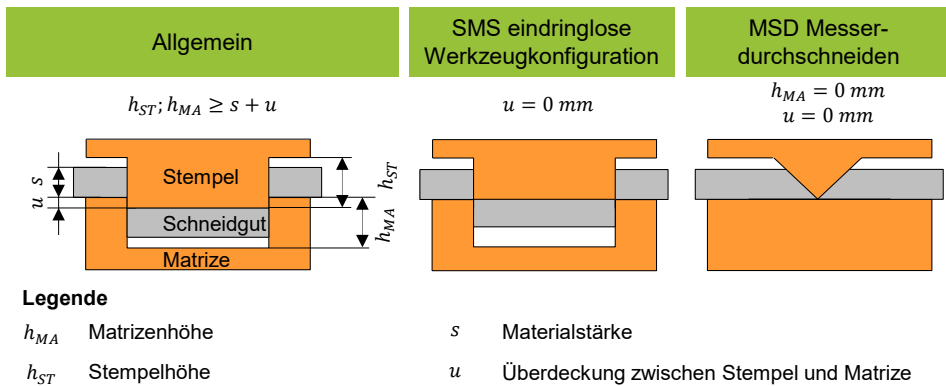 Allgemein
SMS eindringlose
Werkzeugkonfiguration
MSD Messer-
durchschneiden
h_ST; h_MA ≥ s + u
u = 0 mm
h_MA = 0 mm
u = 0 mm
s
u
Stempel
Schneidgut
Matrize
h_ST
h_MA
Legende
h_MA Matrizenhöhe
s Materialstärke
h_ST Stempelhöhe
u Überdeckung zwischen Stempel und Matrize